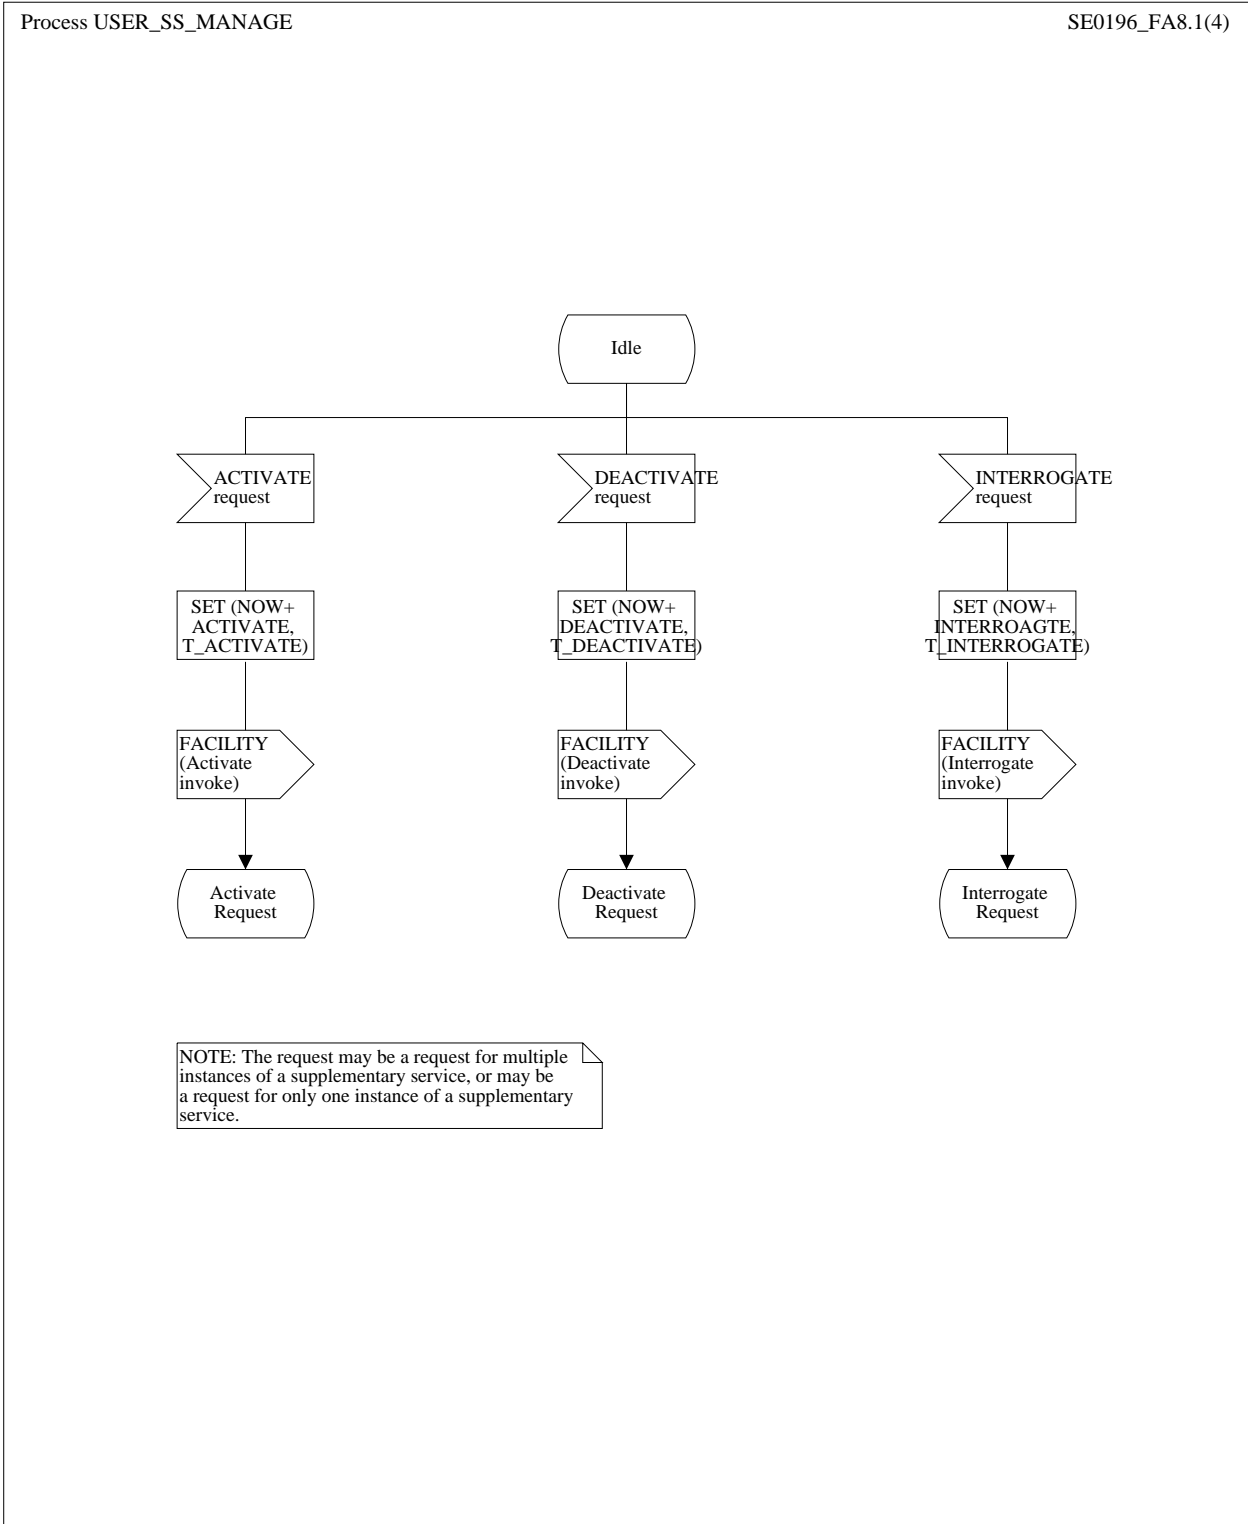 Process USER_SS_MANAGE
SE0196_FA8.1(4)
Idle
ACTIVATE
request
DEACTIVATE
request
INTERROGATE
request
SET (NOW+
ACTIVATE,
T_ACTIVATE)
SET (NOW+
DEACTIVATE,
T_DEACTIVATE)
SET (NOW+
INTERROAGTE,
T_INTERROGATE)
FACILITY
(Activate
invoke)
FACILITY
(Deactivate
invoke)
FACILITY
(Interrogate
invoke)
Activate
Request
Deactivate
Request
Interrogate
Request
NOTE: The request may be a request for multiple
instances of a supplementary service, or may be
a request for only one instance of a supplementary
service.